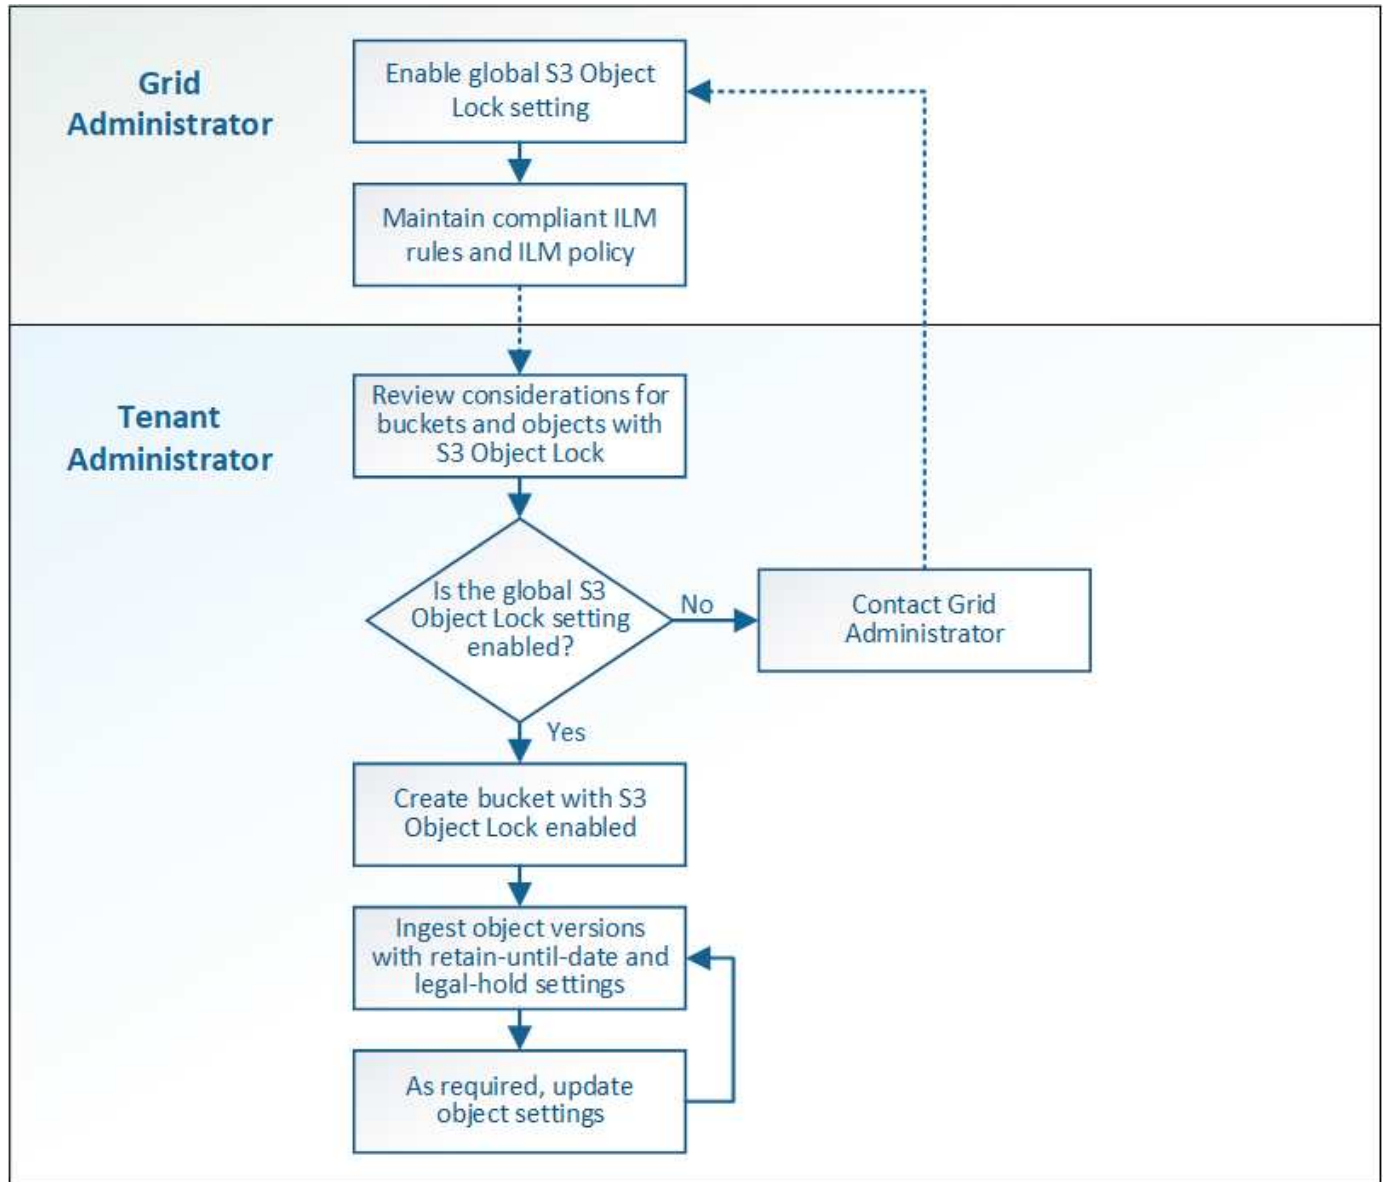 Grid
Administrator
Enable global S3 Object
Lock setting
Maintain compliant ILM
rules and ILM policy
Tenant
Administrator
Review considerations for
buckets and objects with
S3 Object Lock
Is the global S3
Object Lock setting
enabled?
No
Contact Grid
Administrator
Yes
Create bucket with S3
Object Lock enabled
Ingest object versions
with retain-until-date and
legal-hold settings
As required, update
object settings